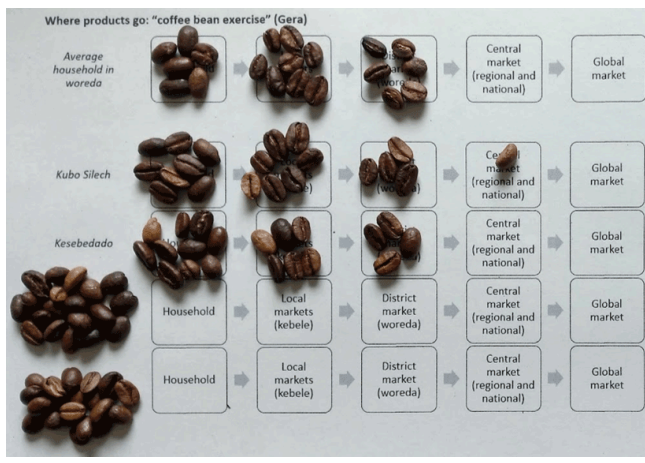 Where products go: "coffee bean exercise" (Gera)
Average
household in
woreda
Central
market
(regional and
national)
Global
market
Kubo Silech
market
(regional and
national)
Global
market
Kesebedado
Central
market
(regional and
national)
Global
market
Household
Local
markets
(kebele)
District
market
(woreda)
Central
market
(regional and
national)
Global
market
Household
Local
markets
(kebele)
District
market
(woreda)
Central
market
(regional and
national)
Global
market